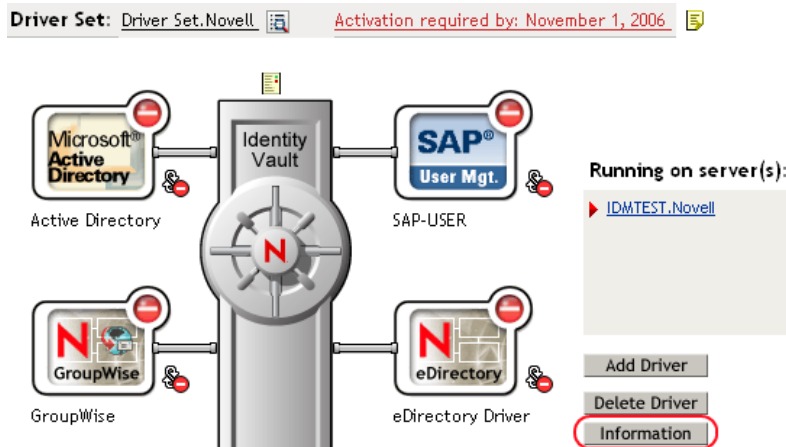 Driver Set: Driver Set.Novell Activation required by: November 1, 2006
Microsoft®
Active
Directory
Active Directory
Identity
Vault
N
SAP®
User Mgt.
SAP-USER
Running on server(s):
IDMTEST.Novell
N
GroupWise
GroupWise
N
eDirectory
eDirectory Driver
Add Driver
Delete Driver
Information